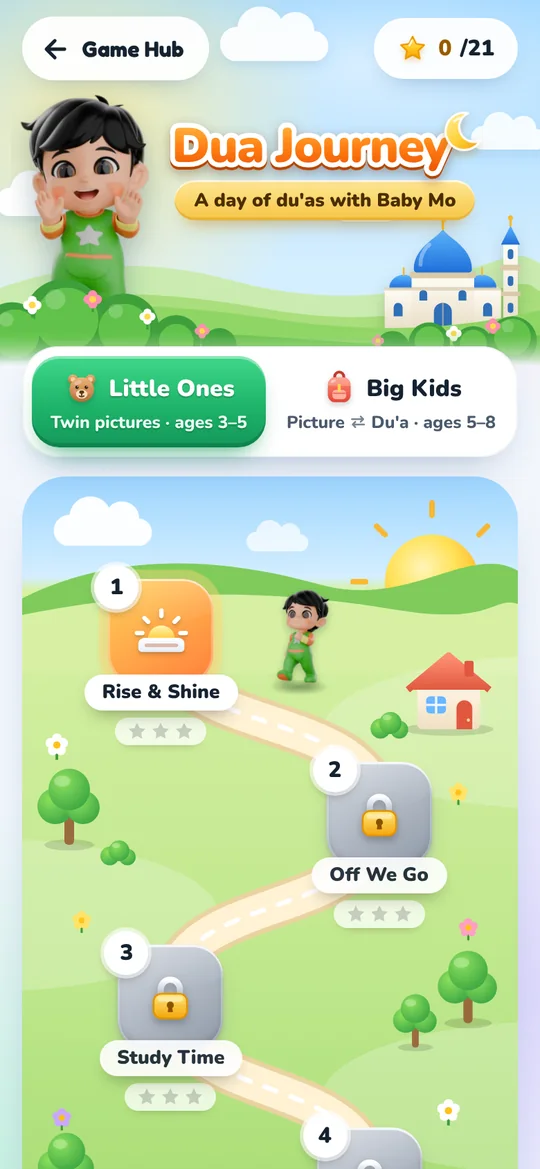 Game Hub
0 /21
Dua Journey
A day of du'as with Baby Mo
Little Ones
Twin pictures · ages 3–5
Big Kids
Picture ⇄ Du'a · ages 5–8
1
Rise & Shine
2
Off We Go
3
Study Time
4